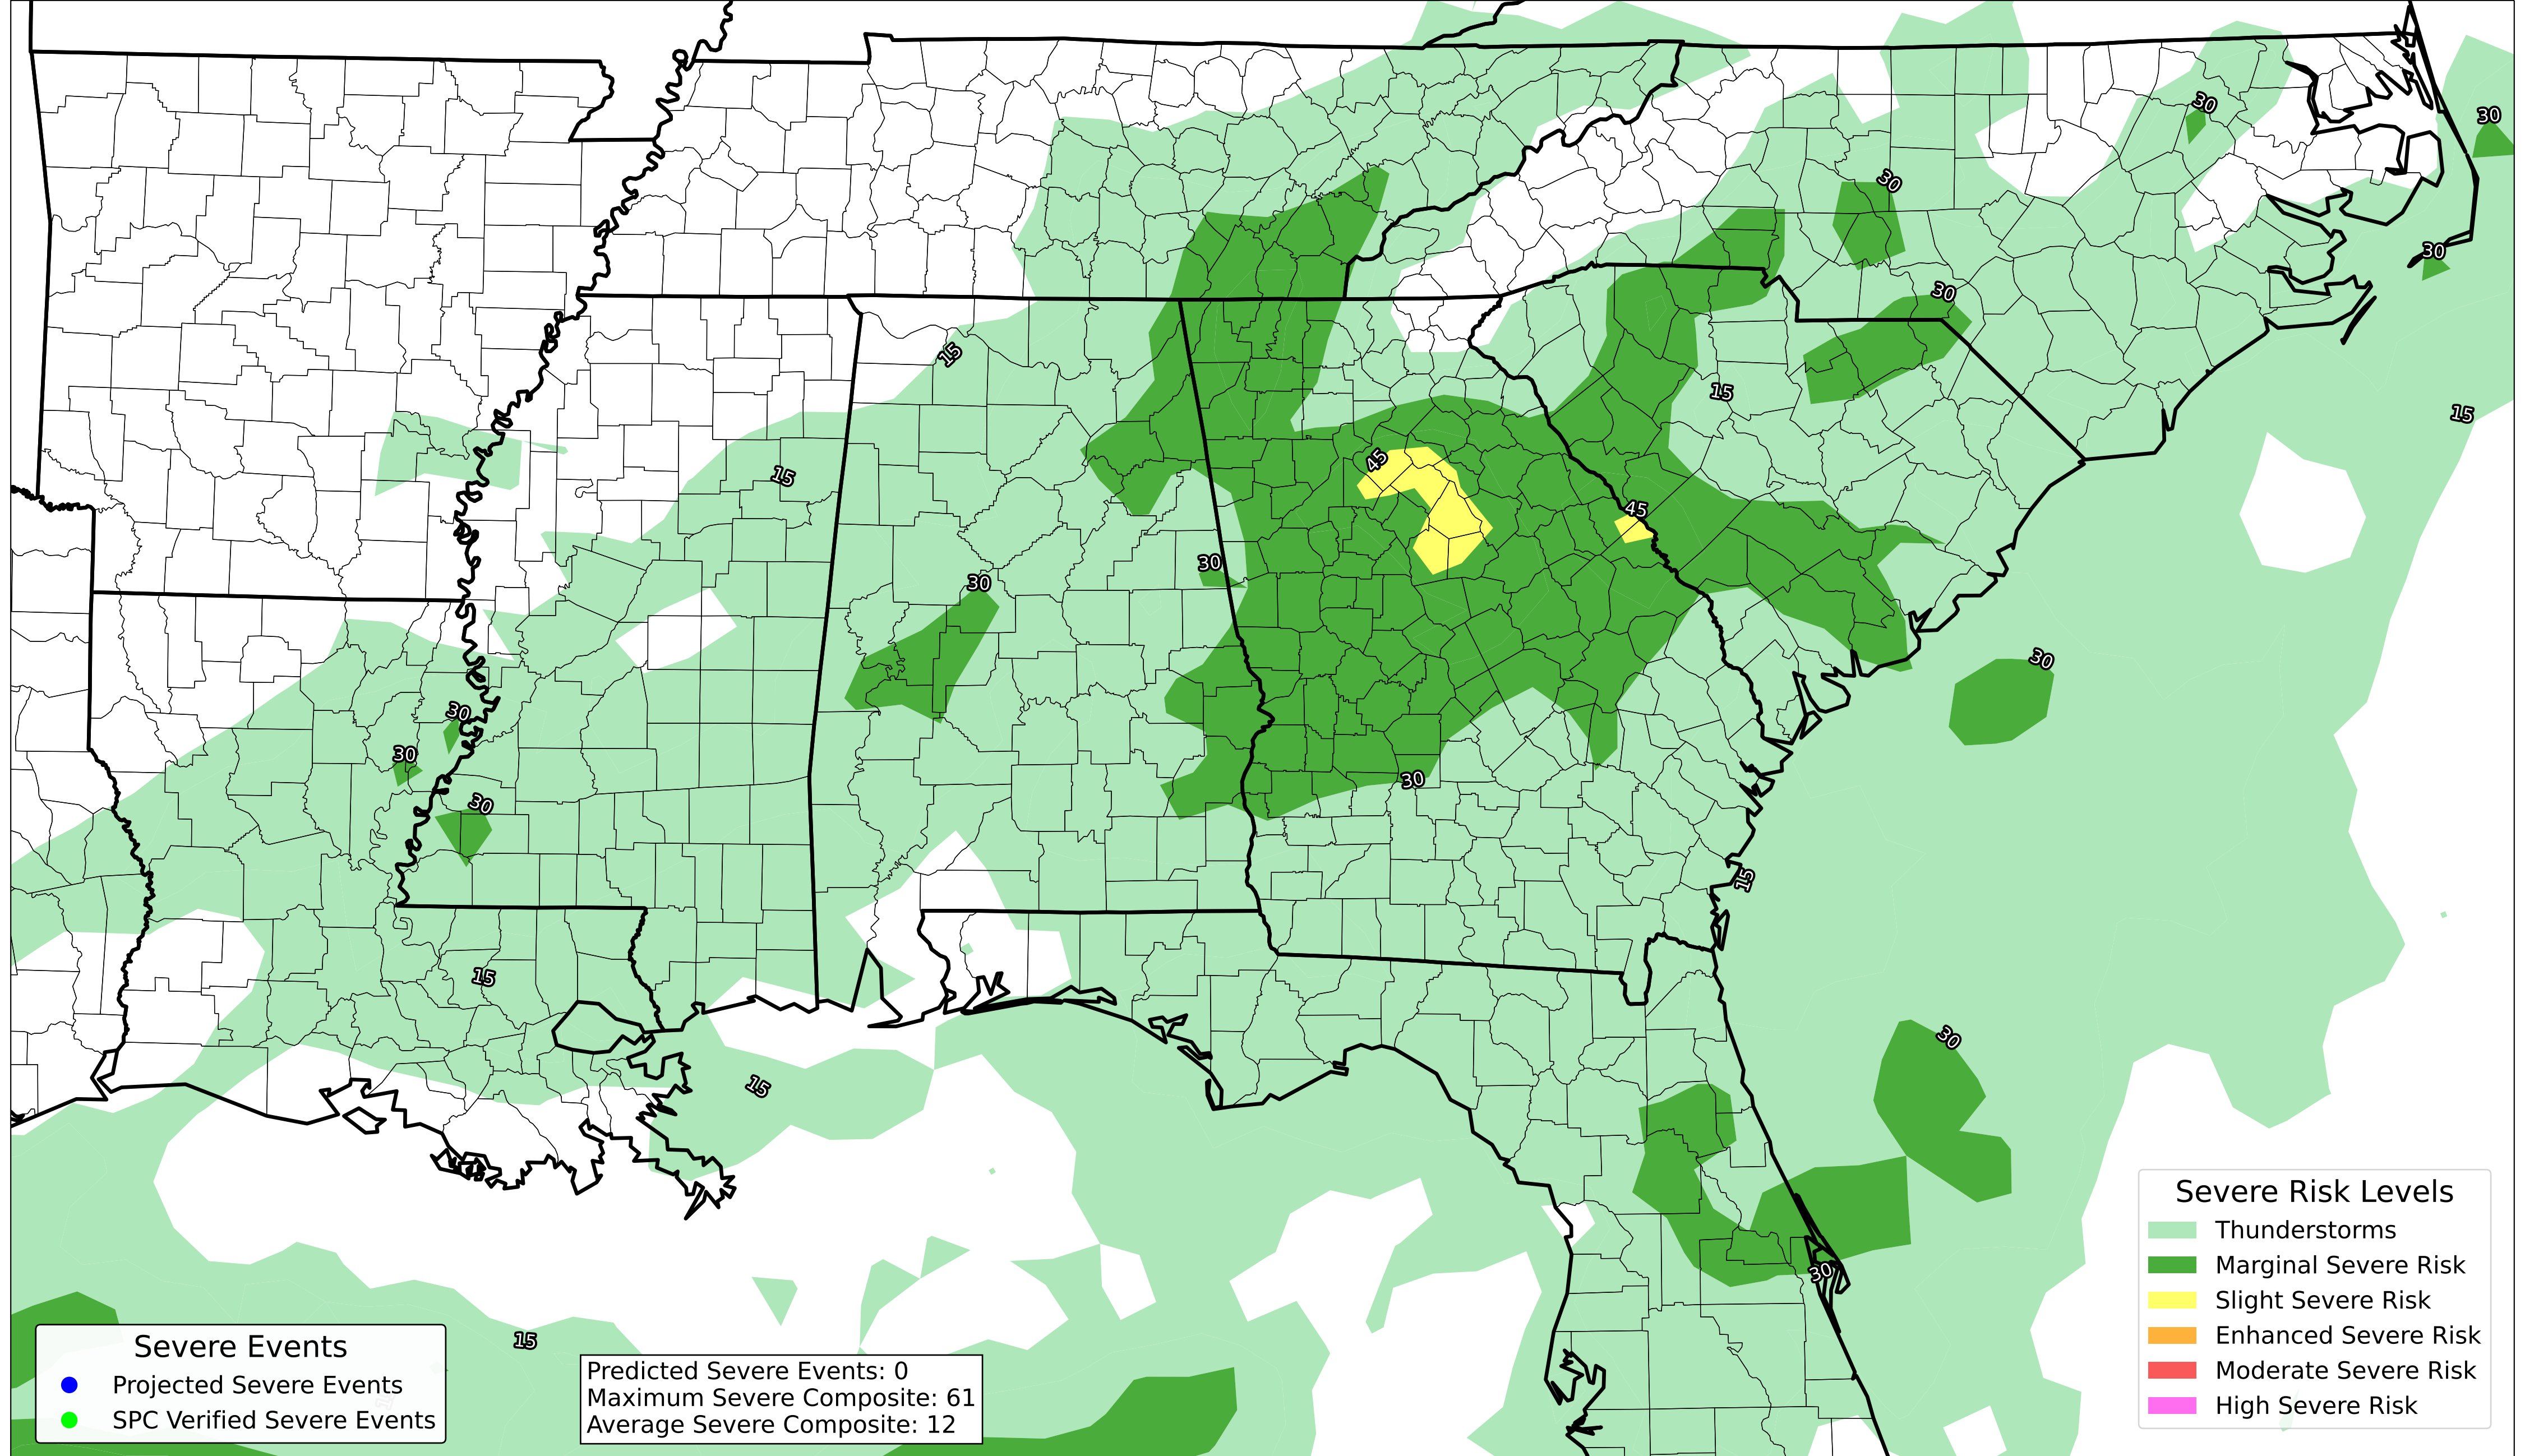 30
30
30
30
30
15
15
15
15
45
45
30
30
30
30
30
30
30
15
15
30
15
30
15
Severe Risk Levels
Thunderstorms
Marginal Severe Risk
Slight Severe Risk
Enhanced Severe Risk
Moderate Severe Risk
High Severe Risk
Severe Events
Projected Severe Events
SPC Verified Severe Events
Predicted Severe Events: 0
Maximum Severe Composite: 61
Average Severe Composite: 12